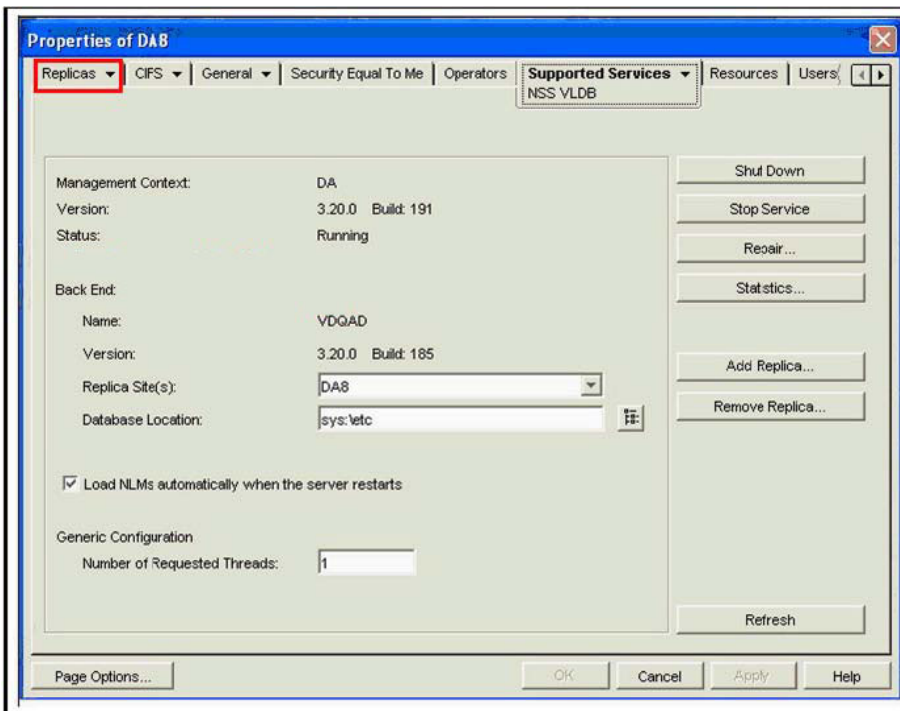 Properties of DA8
Replicas CIFS General Security Equal To Me Operators Supported Services Resources Users
NSS VLDB
Management Context: DA
Version: 3.20.0 Build: 191
Status: Running
Back End:
Name: VDQAD
Version: 3.20.0 Build: 185
Replica Site(s): DA8
Database Location: sys:\etc
Load NLMs automatically when the server restarts
Generic Configuration
Number of Requested Threads: 1
Shut Down
Stop Service
Repair...
Statstics...
Add Replica...
Remove Replica...
Refresh
Page Options... OK Cancel Apply Help